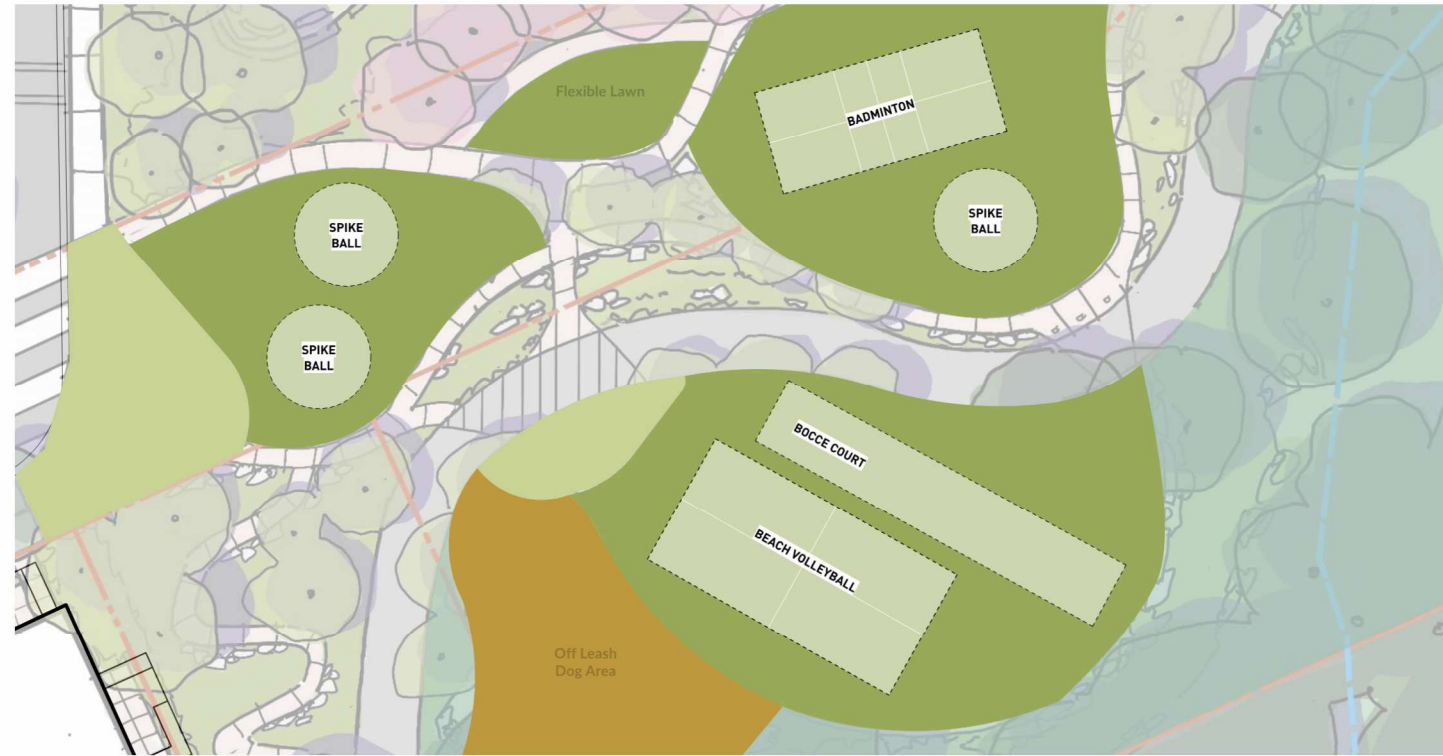 Flexible Lawn
BADMINTON
SPIKE
BALL
SPIKE
BALL
SPIKE
BALL
BOCCE COURT
BEACH VOLLEYBALL
Off Leash
Dog Area